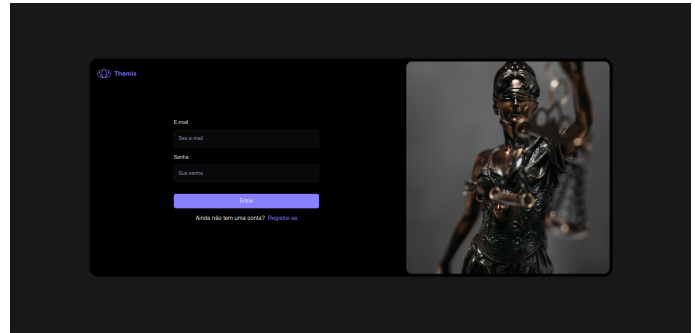 Themis
E-mail
Seu e-mail
Senha
Sua senha
Entrar
Ainda não tem uma conta? Registre-se